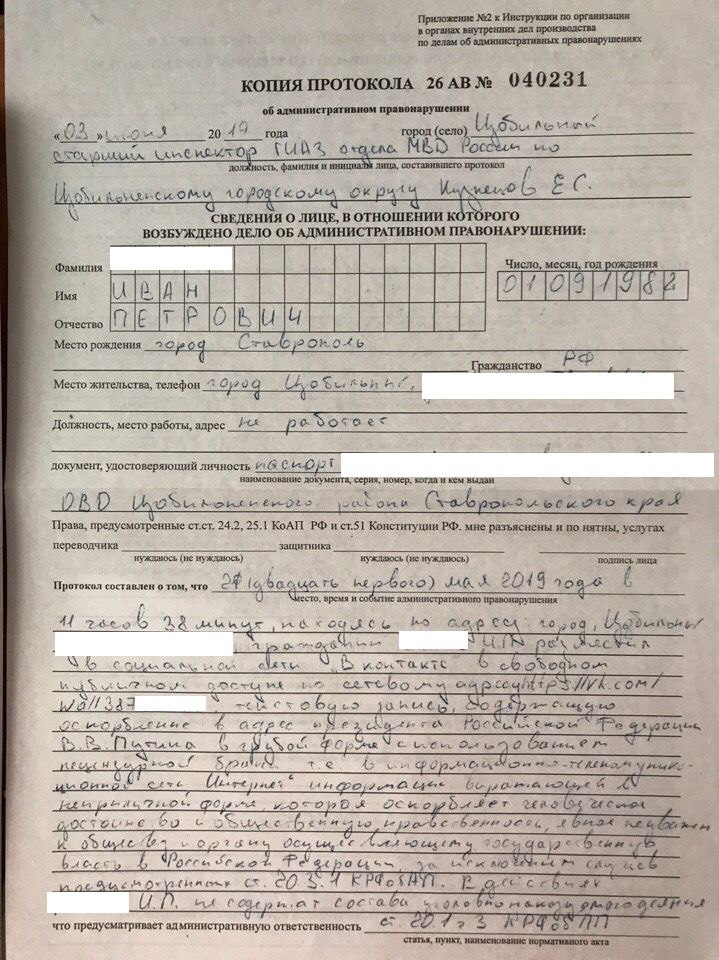 Приложение №2 к Инструкции по организации
в органах внутренних дел производства
по делам об административных правонарушениях
КОПИЯ ПРОТОКОЛА 26 АВ № 040231
об административном правонарушении
«03» июня 2019 года город (село) Изобильный
старший инспектор ГИАЗ отдела МВД России по
должность, фамилия и инициалы лица, составившего протокол
Изобильненскому городскому округу Кузнецов Е.С.
СВЕДЕНИЯ О ЛИЦЕ, В ОТНОШЕНИИ КОТОРОГО
ВОЗБУЖДЕНО ДЕЛО ОБ АДМИНИСТРАТИВНОМ ПРАВОНАРУШЕНИИ:
Фамилия
Число, месяц, год рождения
Имя ИВАН 01091982
Отчество ПЕТРОВИЧ
Место рождения город Ставрополь
Гражданство РФ
Место жительства, телефон город Изобильный,
Должность, место работы, адрес не работает
документ, удостоверяющий личность паспорт
наименование документа, серия, номер, когда и кем выдан
ОВД Изобильненского района Ставропольского края
Права, предусмотренные ст.ст. 24.2, 25.1 КоАП РФ и ст.51 Конституции РФ. мне разъяснены и по нятны, услугах
переводчика защитника
нуждаюсь (не нуждаюсь) нуждаюсь (не нуждаюсь) подпись лица
Протокол составлен о том, что 21 (двадцать первого) мая 2019 года в
место, время и событие административного правонарушения
11 часов 38 минут, находясь по адресу город, Изобильный
гражданин И.П. разместил
в социальной сети "В контакте" в свободном
публичном доступе по сетевому адресу https://vk.com/
wall387 текстовую запись, содержащую
оскорбление в адрес президента Российской Федерации
В.В. Путина в грубой форме с использованием
нецензурной брани т.е. в информационно-телекоммуника-
ционной сети "Интернет" информации выражающей в
неприличной форме, которая оскорбляет человеческое
достоинство и общественную нравственность, явное неуважен
к обществу и органу осуществляющему государственную
власть в Российской Федерации, за исключением случаев
предусмотренных ст. 20.3.1 КРФобАП. В действиях
И.П. не содержат состава уголовнонаказуемого деяния
что предусматривает административную ответственность ст. 20.1 ч 3 КРФобАП
статья, пункт, наименование нормативного акта